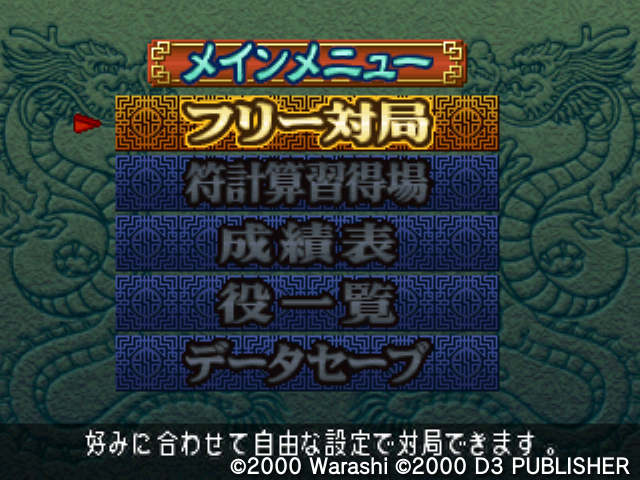 メインメニュー
フリー対局
符計算習得場
成績表
役一覧
データセーブ
好みに合わせて自由な設定で対局できます。
©2000 Warashi ©2000 D3 PUBLISHER